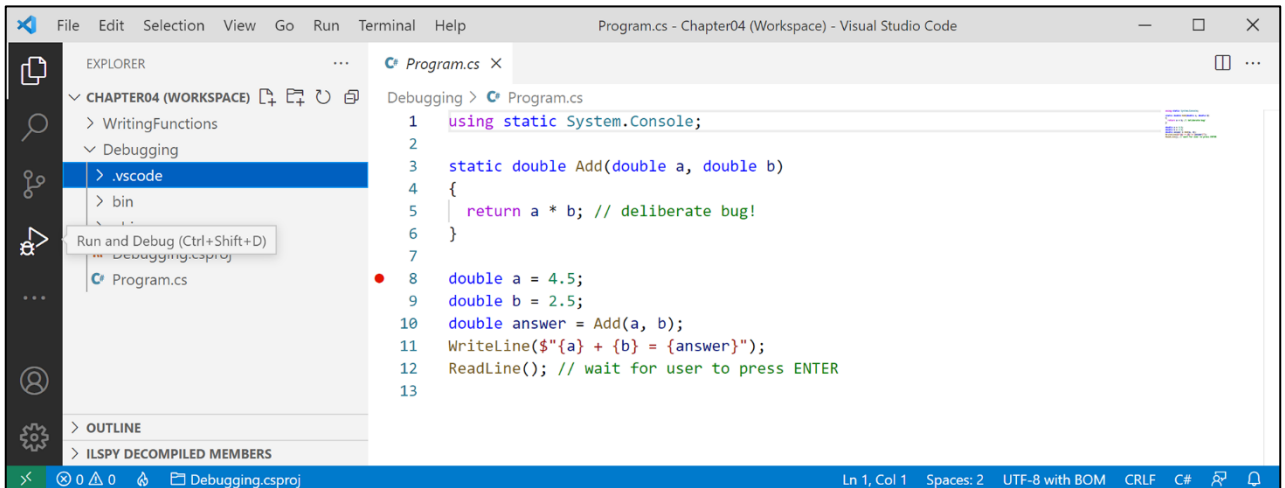 File Edit Selection View Go Run Terminal Help Program.cs - Chapter04 (Workspace) - Visual Studio Code
EXPLORER
CHAPTER04 (WORKSPACE)
WritingFunctions
Debugging
.vscode
bin
Run and Debug (Ctrl+Shift+D)
Debugging.csproj
Program.cs
OUTLINE
ILSPY DECOMPILED MEMBERS
C# Program.cs
Debugging > C# Program.cs
1 using static System.Console;
2
3 static double Add(double a, double b)
4 {
5 return a * b; // deliberate bug!
6 }
7
8 double a = 4.5;
9 double b = 2.5;
10 double answer = Add(a, b);
11 WriteLine($"{a} + {b} = {answer}");
12 ReadLine(); // wait for user to press ENTER
13
0 0 Debugging.csproj Ln 1, Col 1 Spaces: 2 UTF-8 with BOM CRLF C#